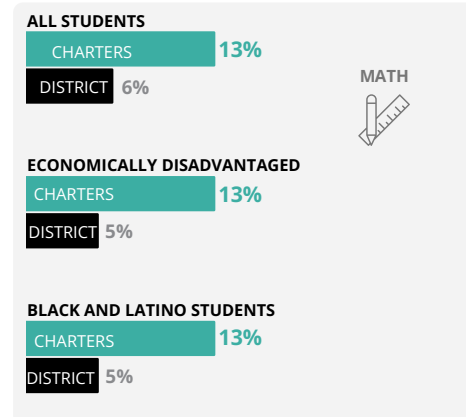 ALL STUDENTS
CHARTERS 13%
DISTRICT 6%
MATH
ECONOMICALLY DISADVANTAGED
CHARTERS 13%
DISTRICT 5%
BLACK AND LATINO STUDENTS
CHARTERS 13%
DISTRICT 5%